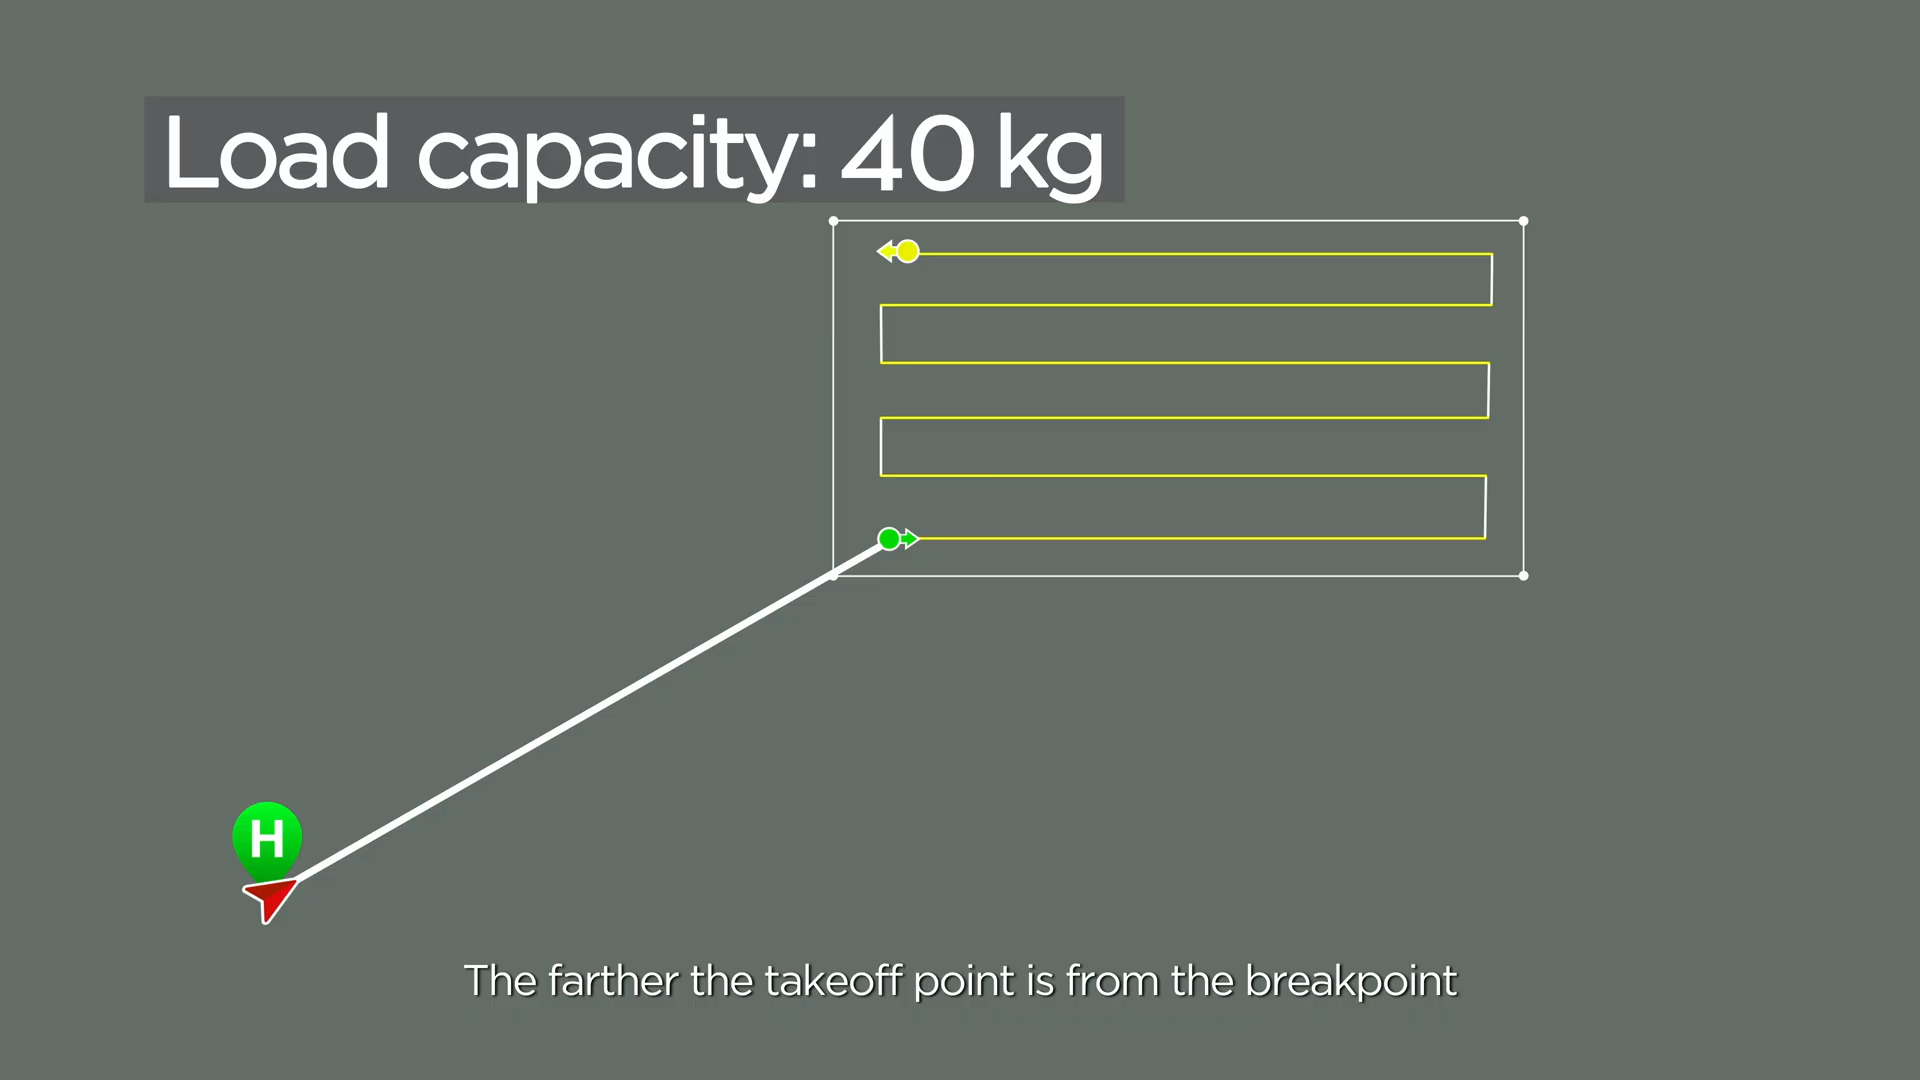 Load capacity: 40 kg
H
The farther the takeoff point is from the breakpoint